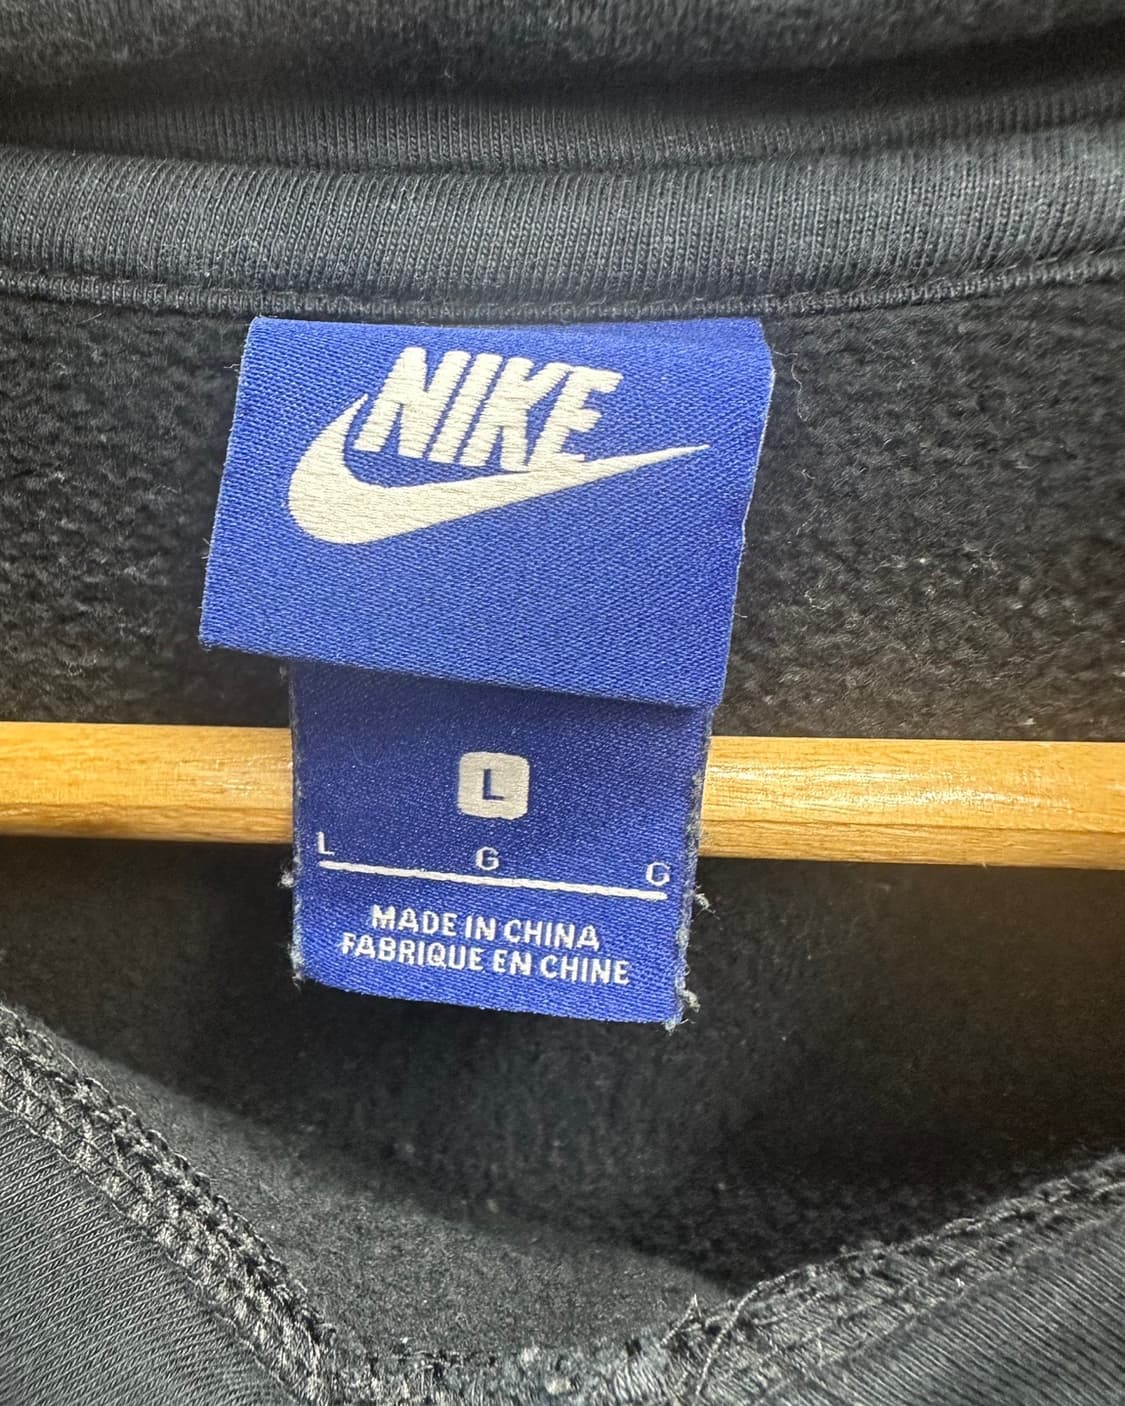 NIKE
L
L G G
MADE IN CHINA
FABRIQUE EN CHINE